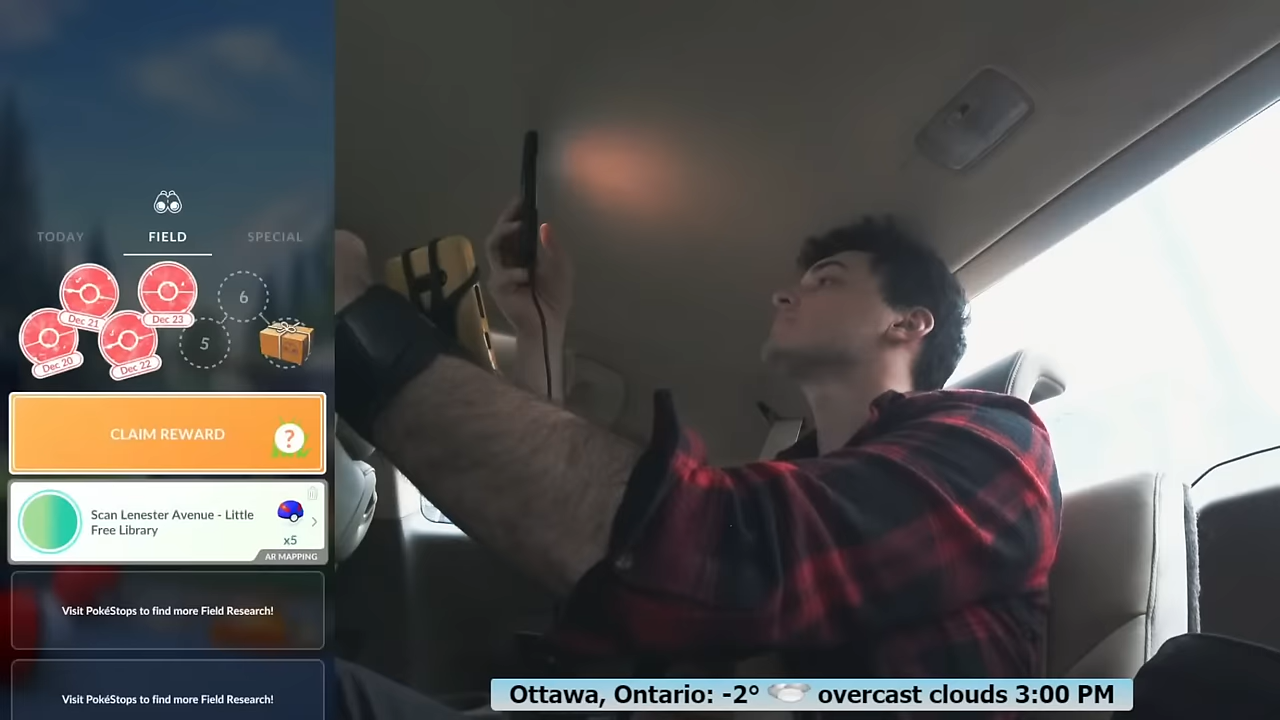 TODAY
FIELD
SPECIAL
Dec 21
Dec 23
6
Dec 20
Dec 22
5
CLAIM REWARD
?
Scan Lenester Avenue - Little
Free Library
x5
AR MAPPING
Visit PokéStops to find more Field Research!
Visit PokéStops to find more Field Research!
Ottawa, Ontario: -2° overcast clouds 3:00 PM